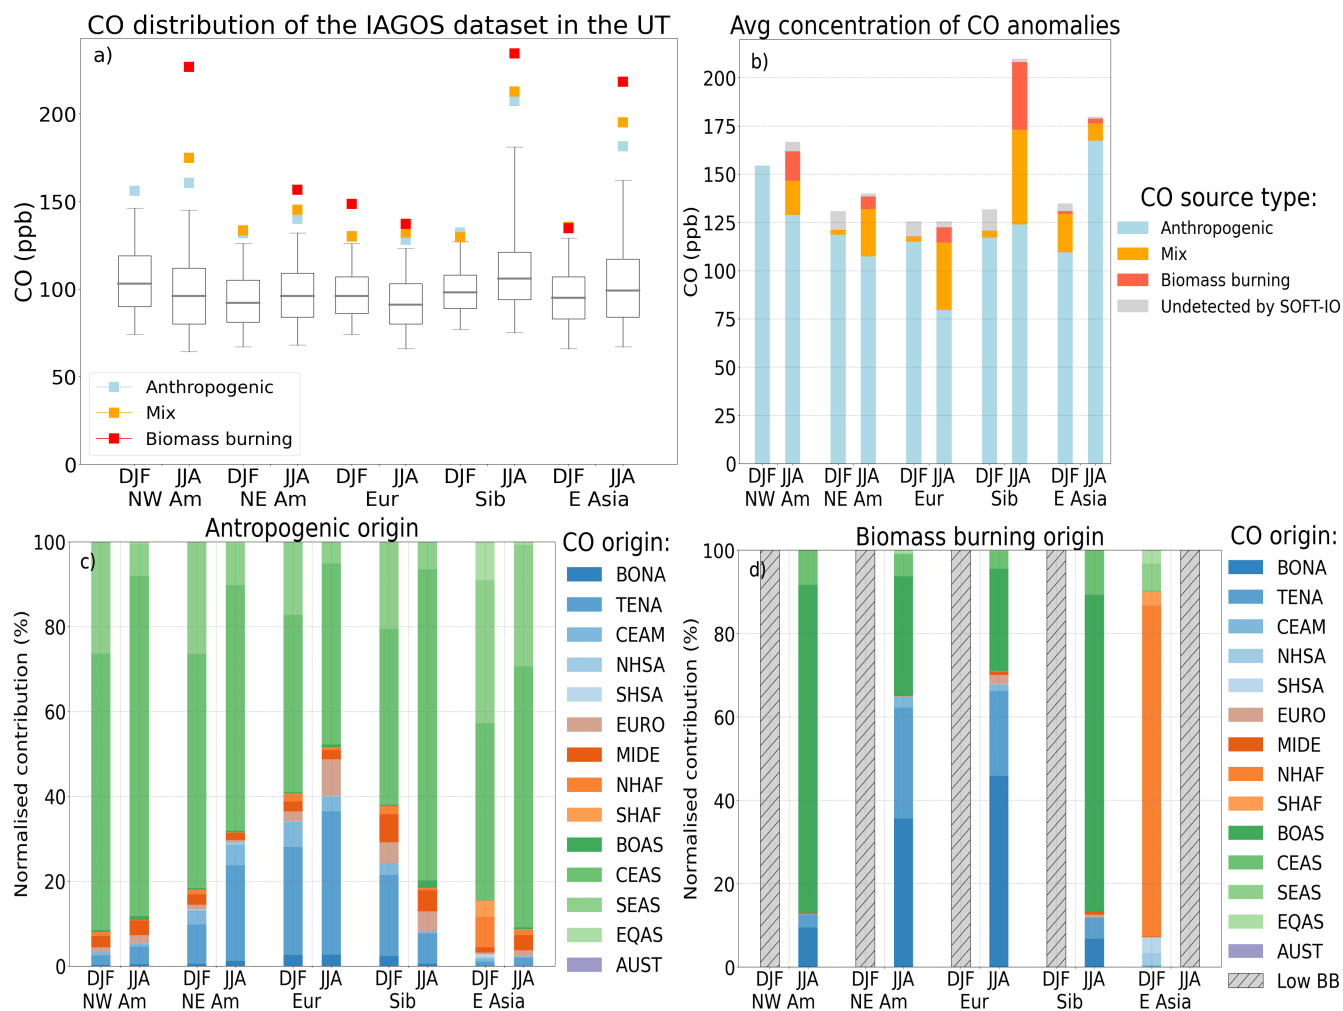 CO distribution of the IAGOS dataset in the UT
a)
CO (ppb)
200
150
100
50
0
Anthropogenic
Mix
Biomass burning
DJF JJA DJF JJA DJF JJA DJF JJA DJF JJA
NW Am NE Am Eur Sib E Asia
Avg concentration of CO anomalies
b)
CO (ppb)
200
175
150
125
100
75
50
25
0
DJF JJA DJF JJA DJF JJA DJF JJA DJF JJA
NW Am NE Am Eur Sib E Asia
CO source type:
Anthropogenic
Mix
Biomass burning
Undetected by SOFT-IO
Antropogenic origin
c)
Normalised contribution (%)
100
80
60
40
20
0
DJF JJA DJF JJA DJF JJA DJF JJA DJF JJA
NW Am NE Am Eur Sib E Asia
CO origin:
BONA
TENA
CEAM
NHSA
SHSA
EURO
MIDE
NHAF
SHAF
BOAS
CEAS
SEAS
EQAS
AUST
Biomass burning origin
d)
Normalised contribution (%)
100
80
60
40
20
0
DJF JJA DJF JJA DJF JJA DJF JJA DJF JJA
NW Am NE Am Eur Sib E Asia
CO origin:
BONA
TENA
CEAM
NHSA
SHSA
EURO
MIDE
NHAF
SHAF
BOAS
CEAS
SEAS
EQAS
AUST
Low BB